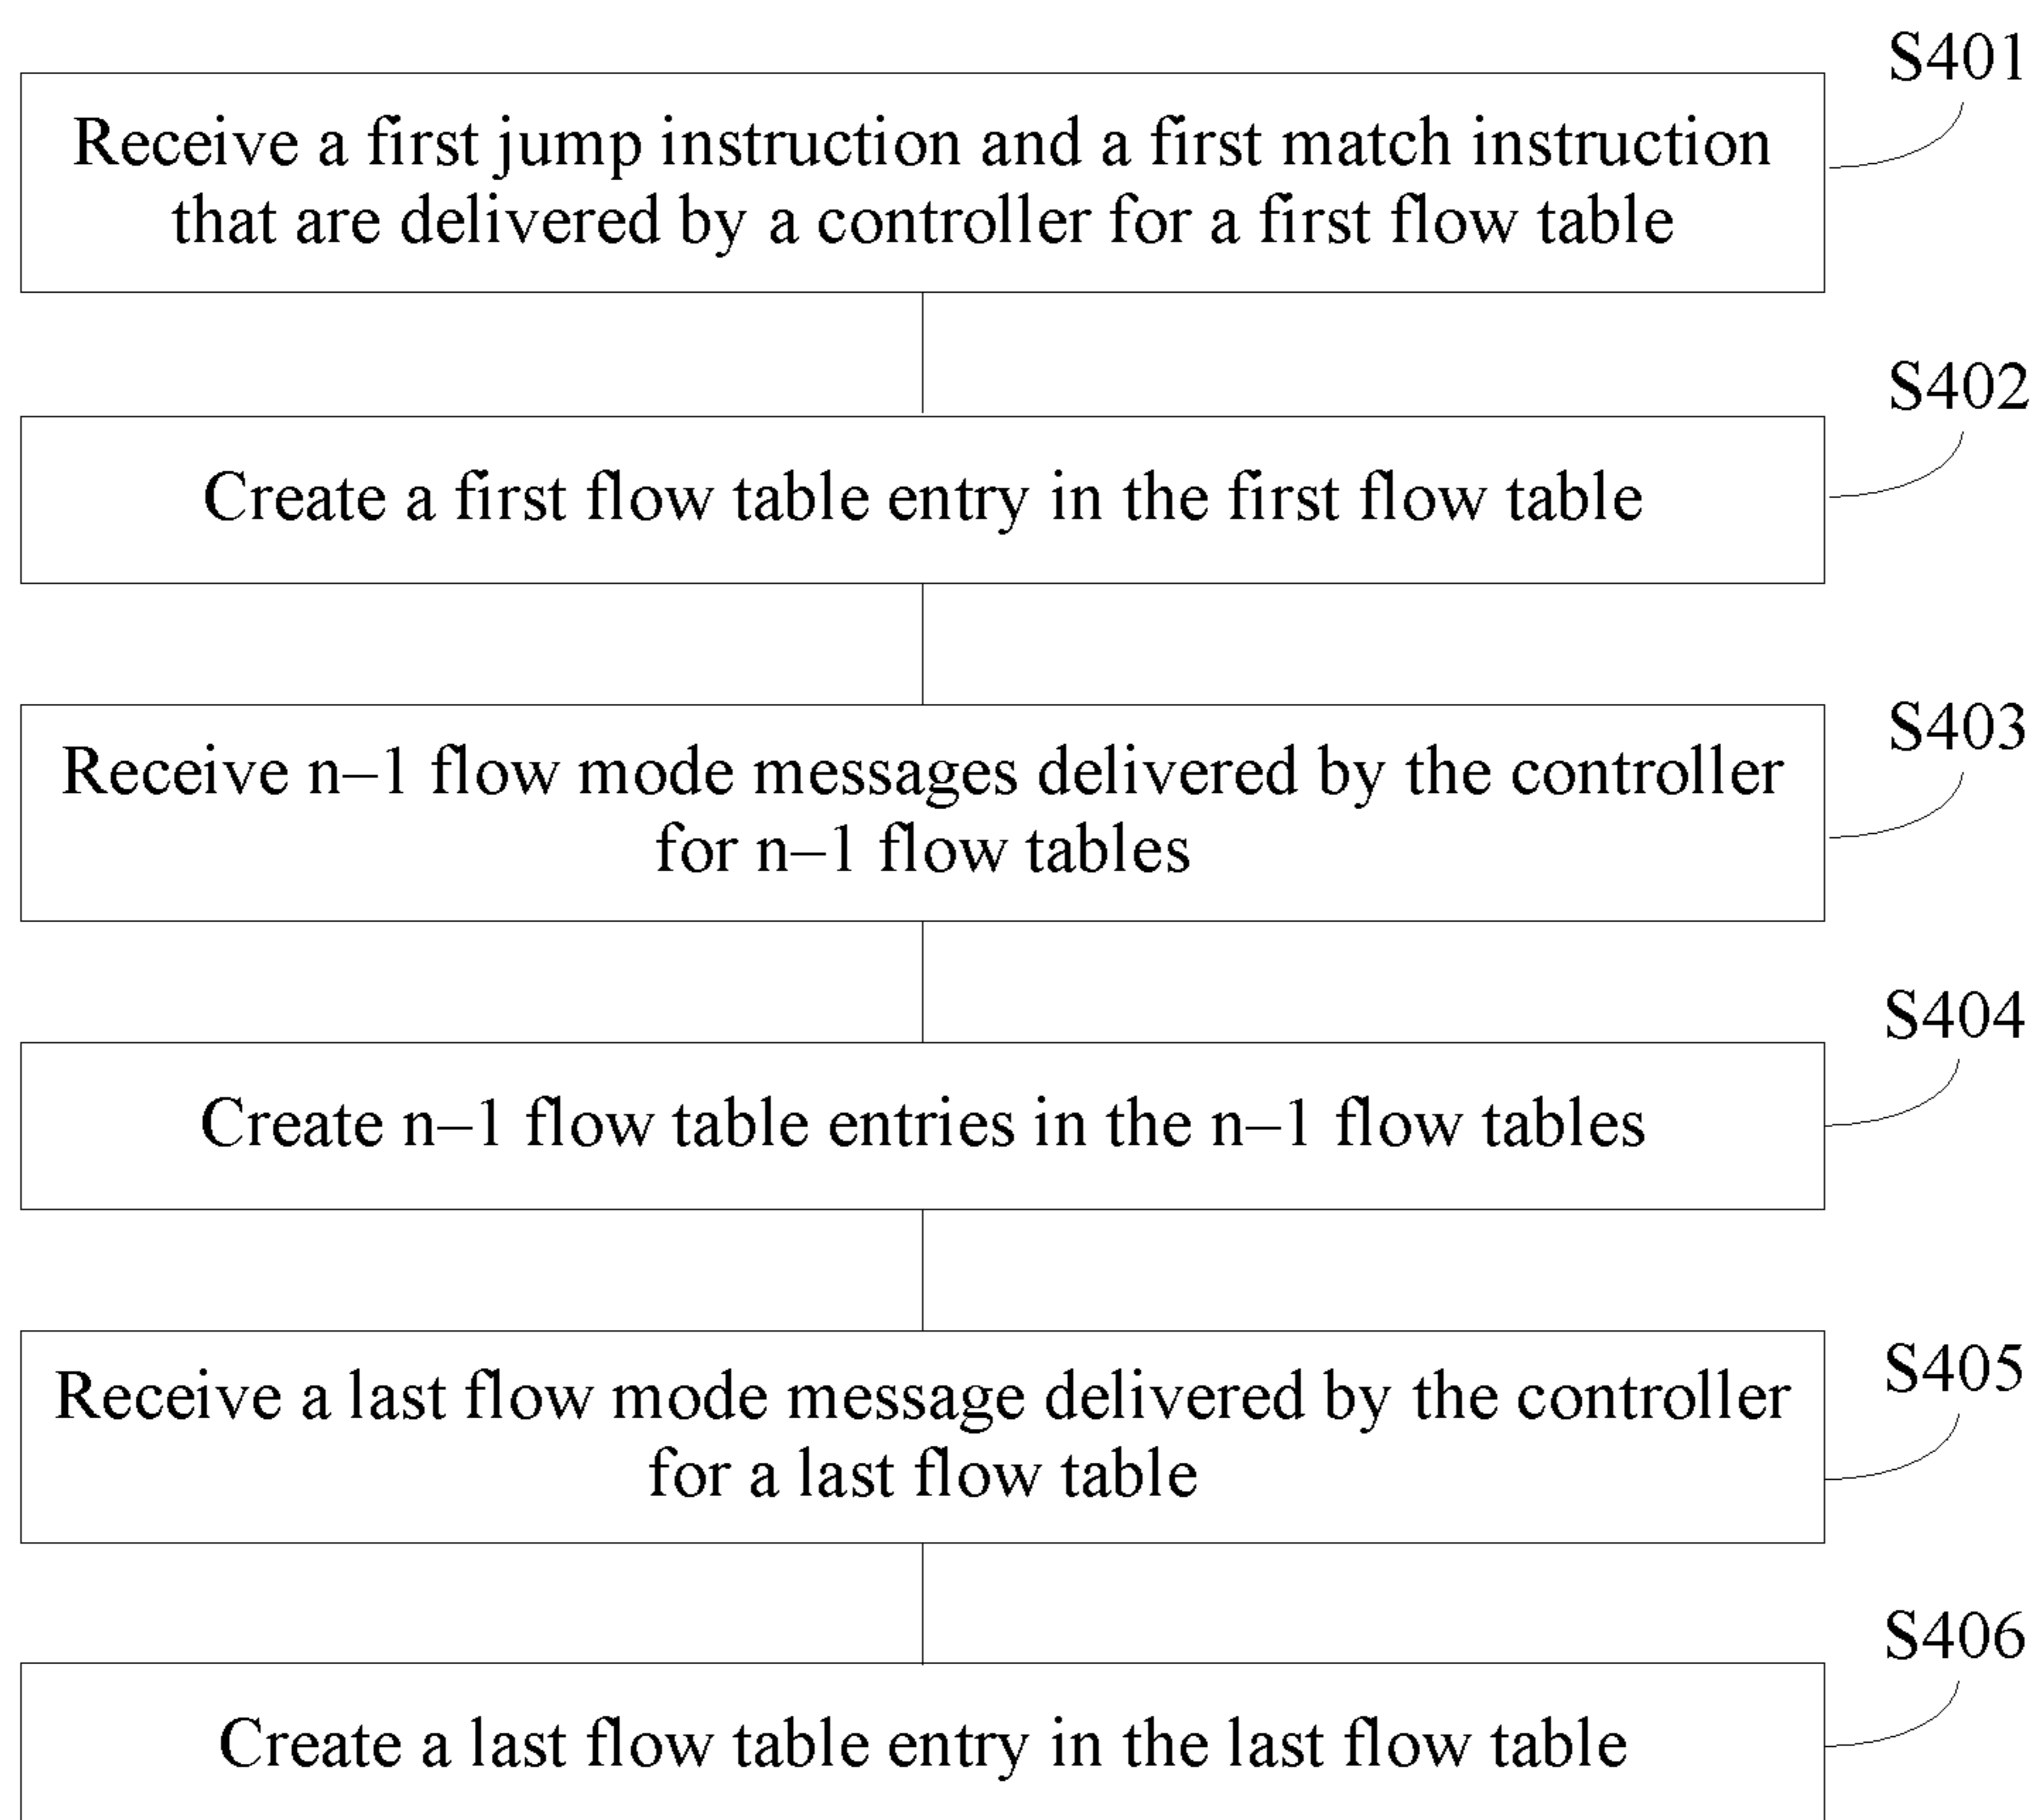 S401
Receive a first jump instruction and a first match instruction
that are delivered by a controller for a first flow table
S402
Create a first flow table entry in the first flow table
S403
Receive n–1 flow mode messages delivered by the controller
for n–1 flow tables
S404
Create n–1 flow table entries in the n–1 flow tables
S405
Receive a last flow mode message delivered by the controller
for a last flow table
S406
Create a last flow table entry in the last flow table